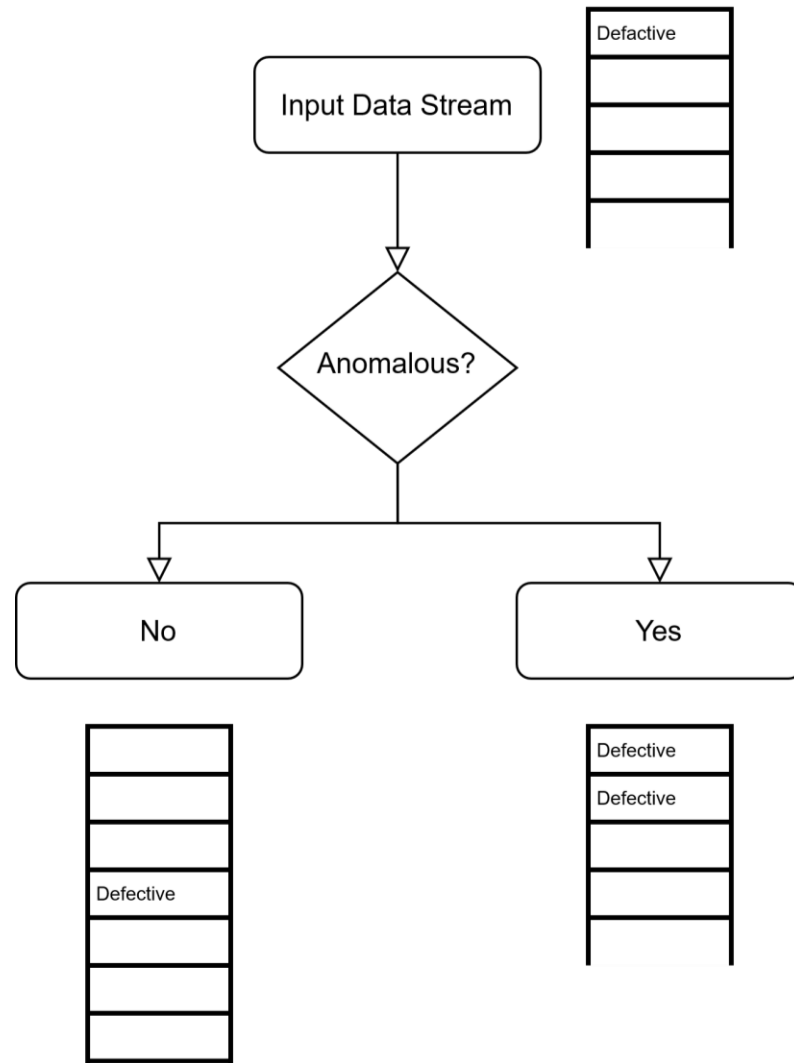 Defactive
Input Data Stream
Anomalous?
No
Yes
Defective
Defective
Defective